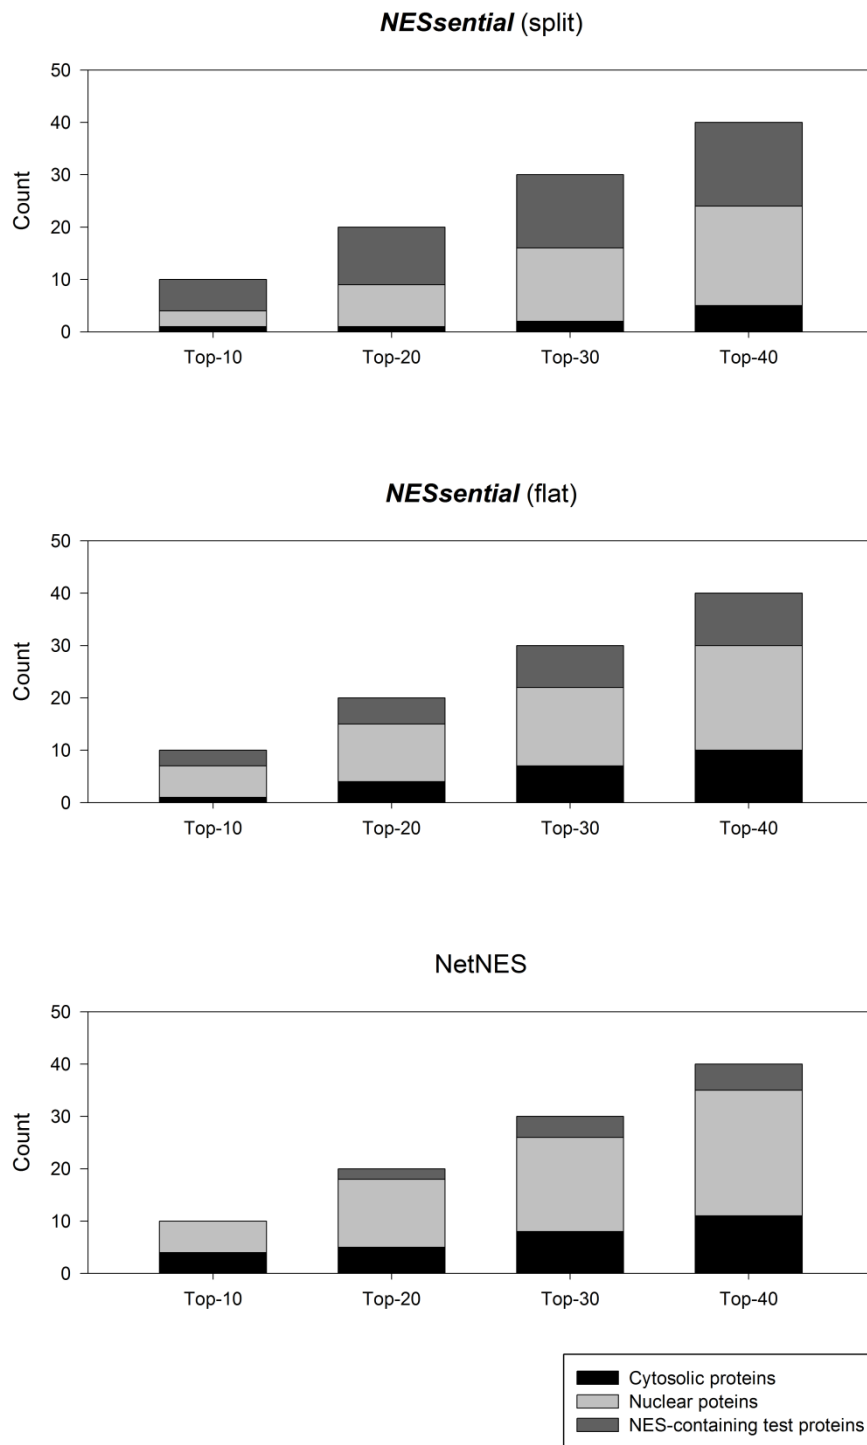 NESsential (split)
50
40
30
20
10
0
Count
Top-10 Top-20 Top-30 Top-40
NESsential (flat)
50
40
30
20
10
0
Count
Top-10 Top-20 Top-30 Top-40
NetNES
50
40
30
20
10
0
Count
Top-10 Top-20 Top-30 Top-40
Cytosolic proteins
Nuclear poteins
NES-containing test proteins